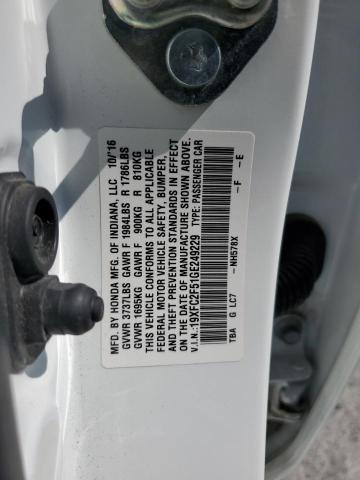 MFD. BY HONDA MFG. OF INDIANA, LLC 10/'16
GVWR 3737LBS GAWR F 1984LBS R 1786LBS
GVWR 1695KG GAWR F 900KG R 810KG
THIS VEHICLE CONFORMS TO ALL APPLICABLE
FEDERAL MOTOR VEHICLE SAFETY, BUMPER,
AND THEFT PREVENTION STANDARDS IN EFFECT
ON THE DATE OF MANUFACTURE SHOWN ABOVE.
V.I.N.:19XFC2F51GE249229 TYPE: PASSENGER CAR
TBA G LC7 —NH578X —F —E